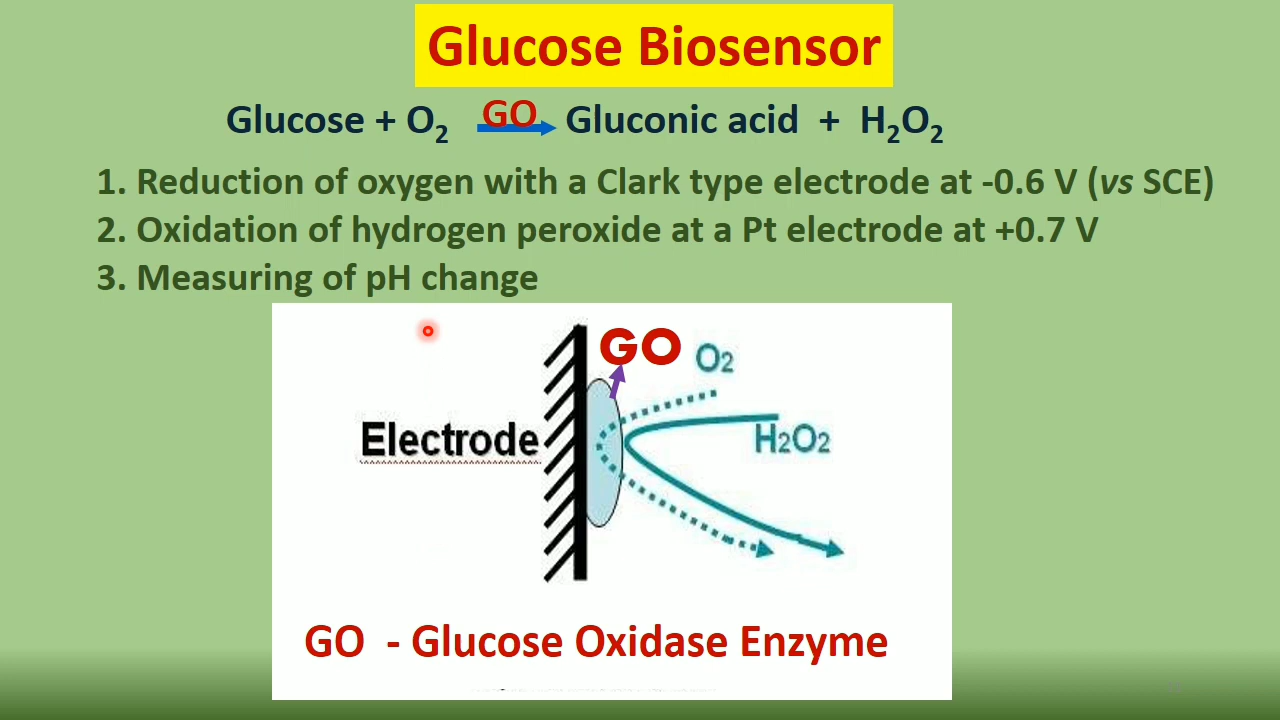 Glucose Biosensor
Glucose + O2 GO Gluconic acid + H2O2
1. Reduction of oxygen with a Clark type electrode at -0.6 V (vs SCE)
2. Oxidation of hydrogen peroxide at a Pt electrode at +0.7 V
3. Measuring of pH change
GO
O2
Electrode
H2O2
GO - Glucose Oxidase Enzyme